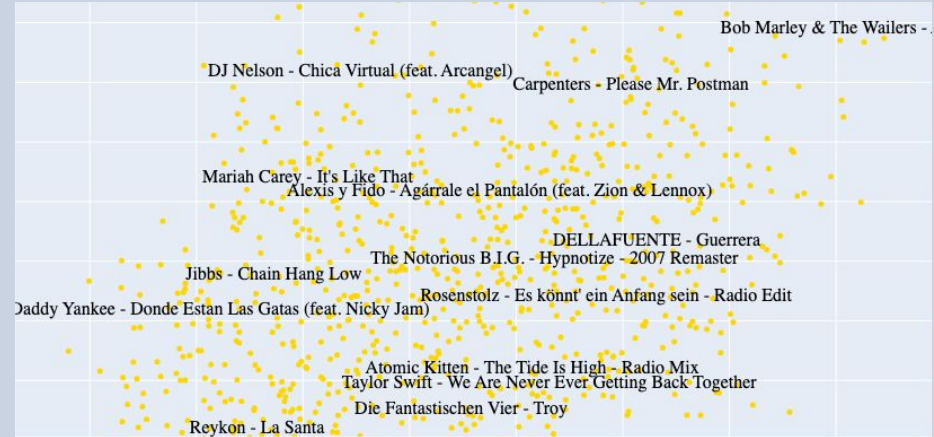 Bob Marley & The Wailers -
DJ Nelson - Chica Virtual (feat. Arcangel)
Carpenters - Please Mr. Postman
Mariah Carey - It's Like That
Alexis y Fido - Agárrale el Pantalón (feat. Zion & Lennox)
DELLAFUENTE - Guerrera
The Notorious B.I.G. - Hypnotize - 2007 Remaster
Jibbs - Chain Hang Low
Rosenstolz - Es könnt' ein Anfang sein - Radio Edit
Daddy Yankee - Donde Estan Las Gatas (feat. Nicky Jam)
Atomic Kitten - The Tide Is High - Radio Mix
Taylor Swift - We Are Never Ever Getting Back Together
Die Fantastischen Vier - Troy
Reykon - La Santa